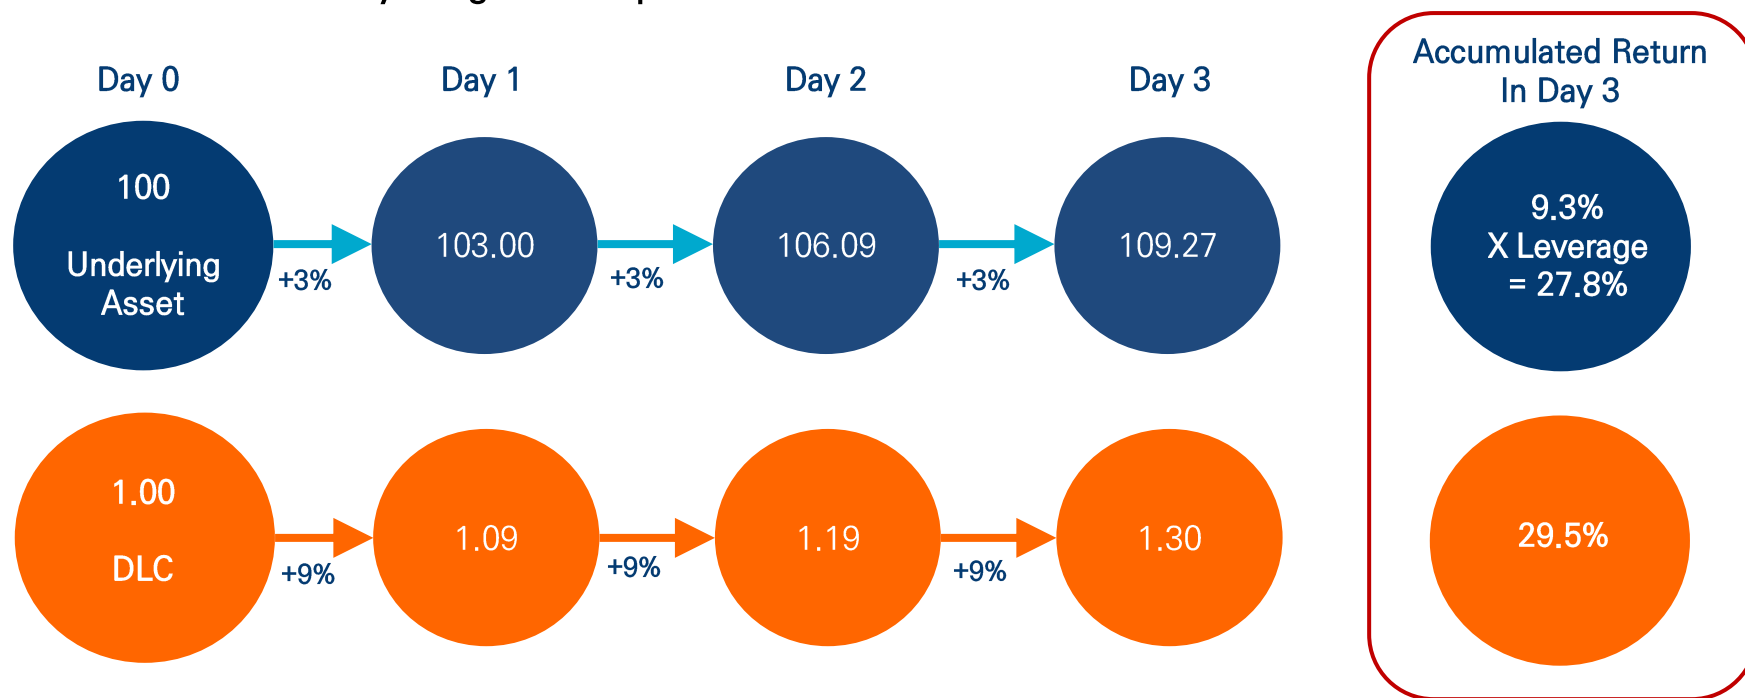 Day 0
Day 1
Day 2
Day 3
Accumulated Return
In Day 3
100
Underlying
Asset
+3%
103.00
+3%
106.09
+3%
109.27
9.3%
X Leverage
= 27.8%
1.00
DLC
+9%
1.09
+9%
1.19
+9%
1.30
29.5%